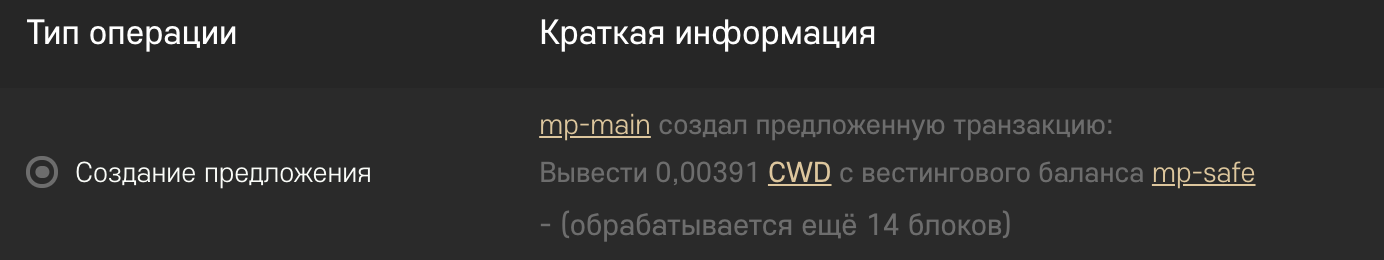 Тип операции
Краткая информация
Создание предложения
mp-main создал предложенную транзакцию:
Вывести 0,00391 CWD с вестингового баланса mp-safe
- (обрабатывается ещё 14 блоков)